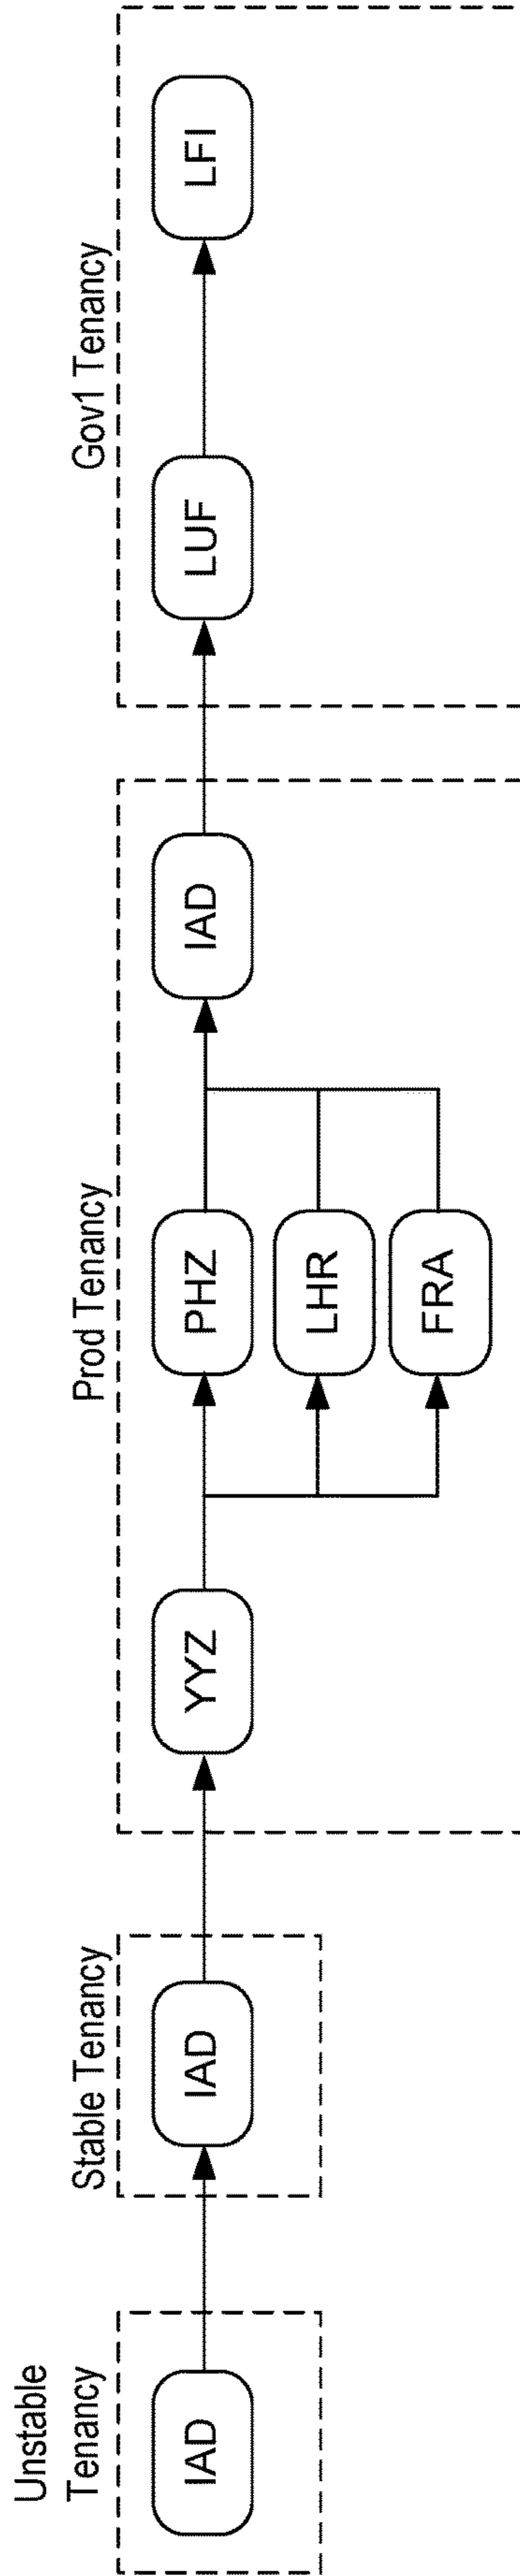 Unstable
Tenancy
IAD
Stable Tenancy
IAD
Prod Tenancy
YYZ
PHZ
LHR
FRA
IAD
Gov1 Tenancy
LUF
LFI